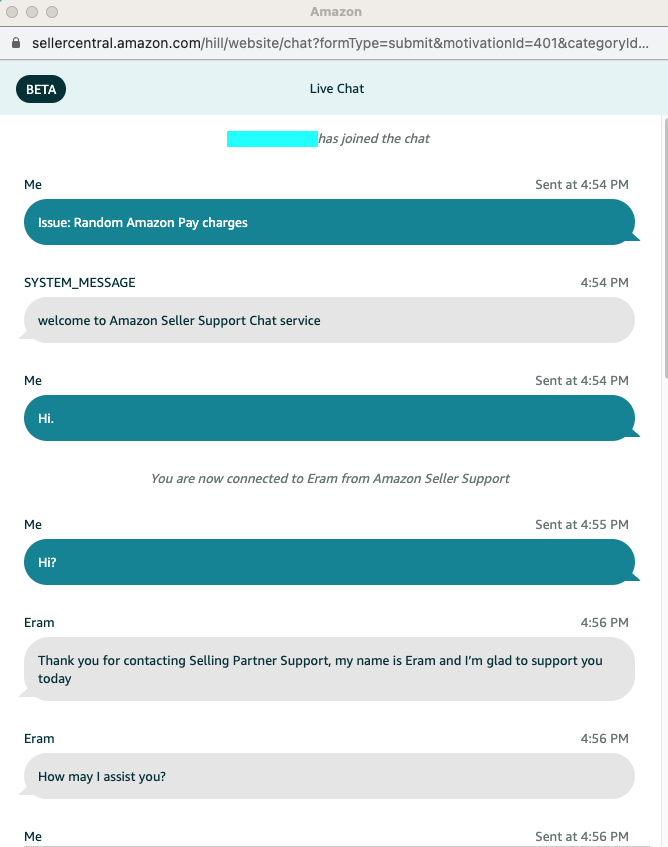 Amazon
sellercentral.amazon.com/hill/website/chat?formType=submit&motivationId=401&categoryId...
BETA
Live Chat
has joined the chat
Me
Sent at 4:54 PM
Issue: Random Amazon Pay charges
SYSTEM_MESSAGE
4:54 PM
welcome to Amazon Seller Support Chat service
Me
Sent at 4:54 PM
Hi.
You are now connected to Eram from Amazon Seller Support
Me
Sent at 4:55 PM
Hi?
Eram
4:56 PM
Thank you for contacting Selling Partner Support, my name is Eram and I’m glad to support you
today
Eram
4:56 PM
How may I assist you?
Me
Sent at 4:56 PM